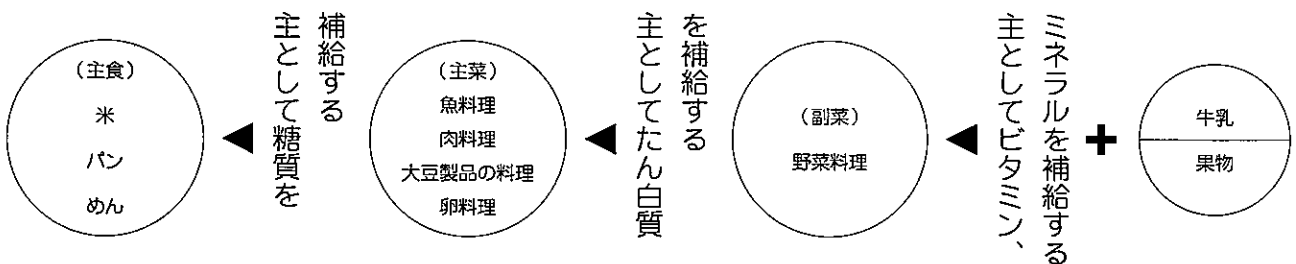 (主食)
米
パン
めん
主として糖質を
補給する
(主菜)
魚料理
肉料理
大豆製品の料理
卵料理
主としてたん白質
を補給する
(副菜)
野菜料理
主としてビタミン、
ミネラルを補給する
+
牛乳
果物